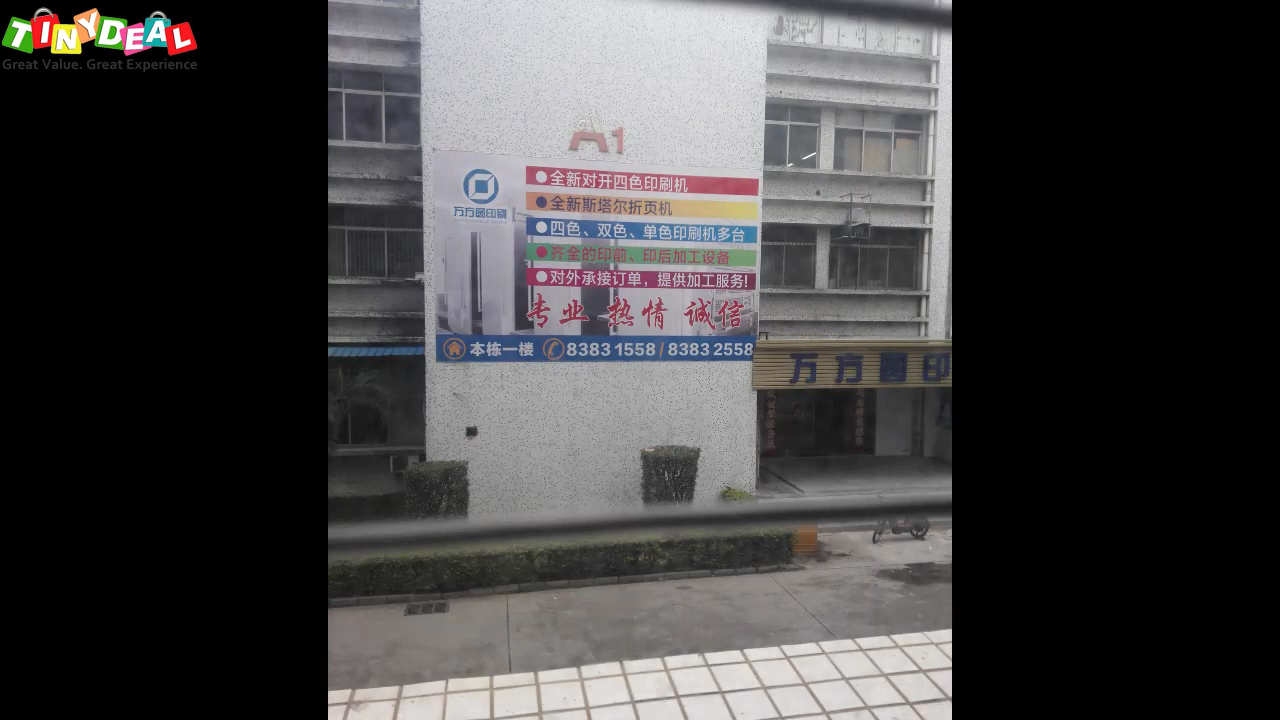 TINYDEAL
Great Value. Great Experience
A1
万方圆印刷
全新对开四色印刷机
全新斯塔尔折页机
四色、双色、单色印刷机多台
齐全的印前、印后加工设备
对外承接订单，提供加工服务!
专业 热情 诚信
本栋一楼 8383 1558 / 8383 2558
万方圆印